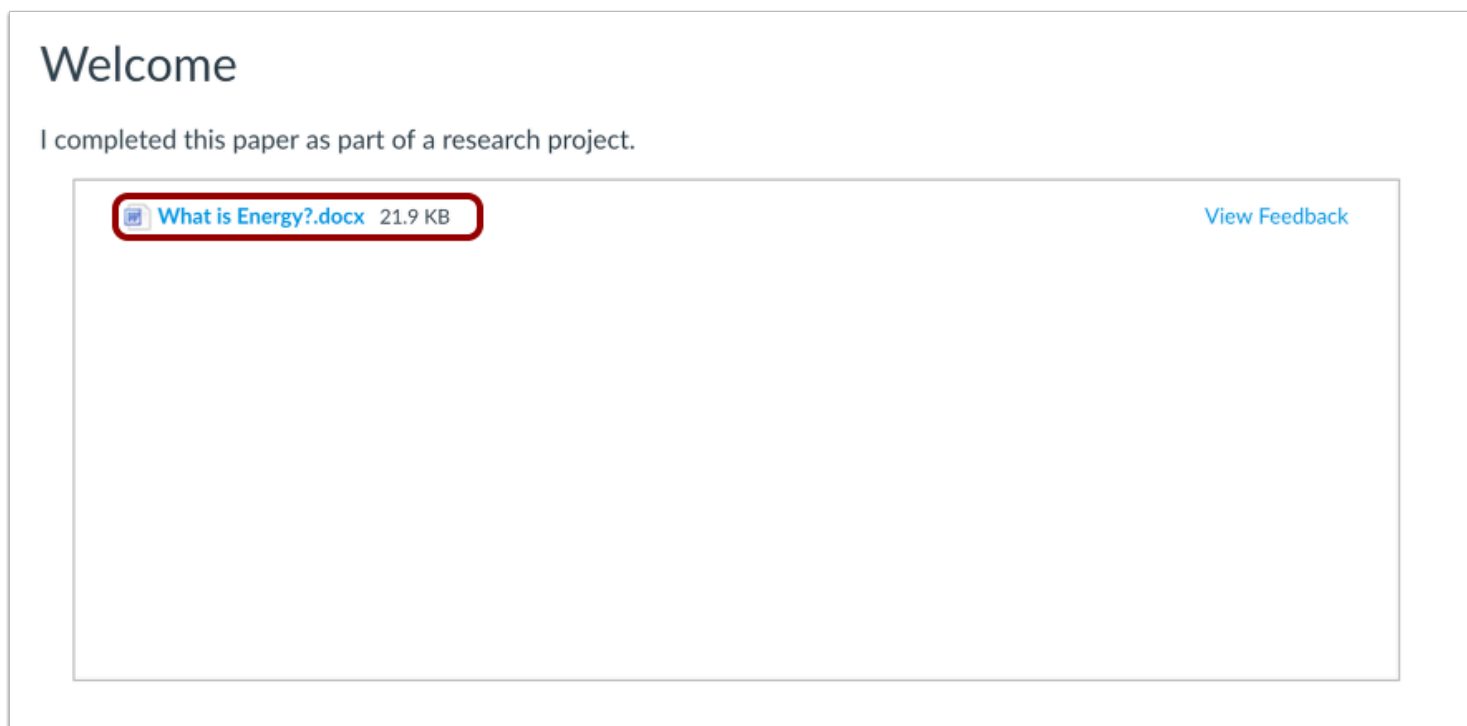 Welcome
I completed this paper as part of a research project.
What is Energy?.docx 21.9 KB View Feedback